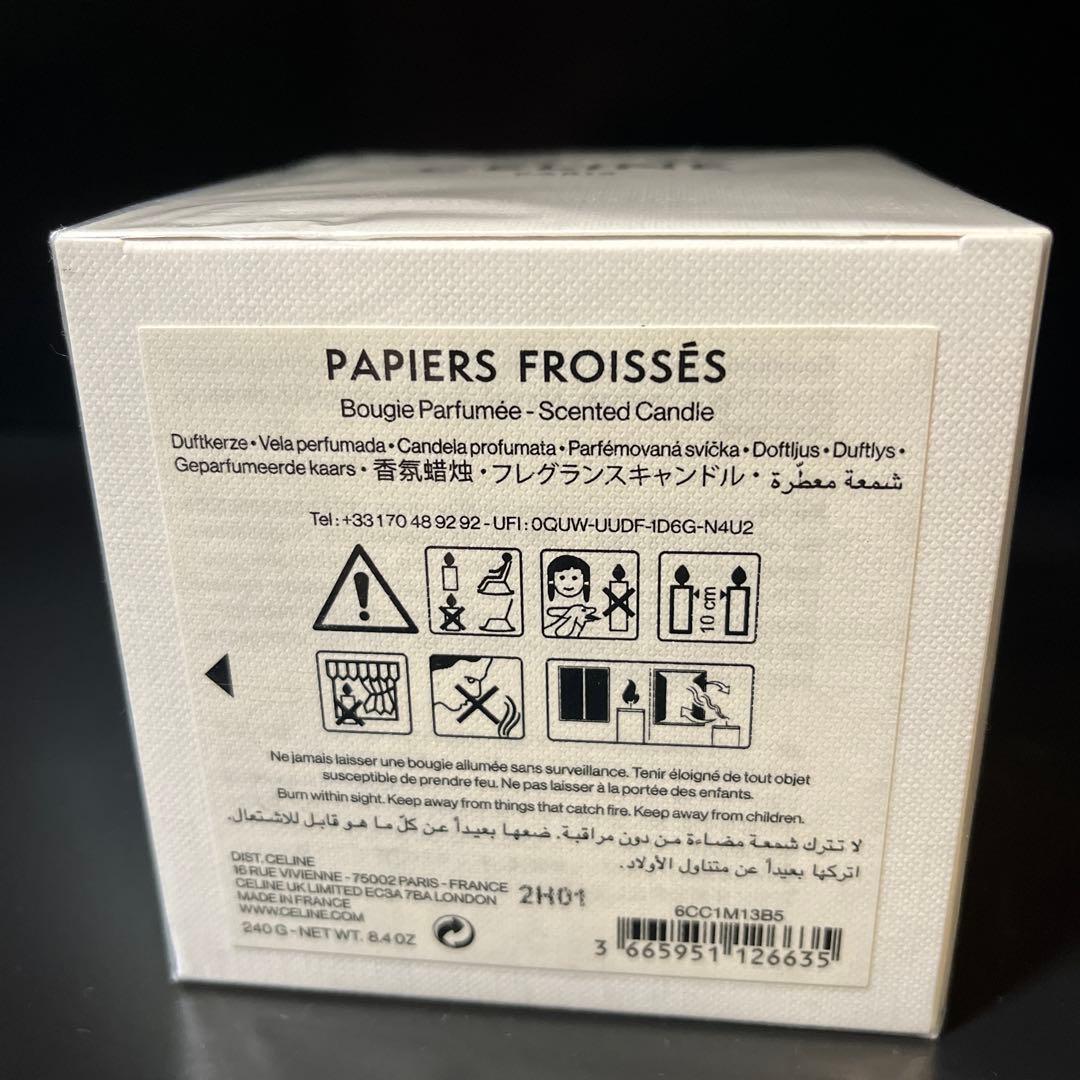 CELINE
PARIS
PAPIERS FROISSÉS
Bougie Parfumée - Scented Candle
Duftkerze • Vela perfumada • Candela profumata • Parfémovaná svíčka • Doftljus • Duftlys •
Geparfumeerde kaars • 香氛蜡烛 • フレグランスキャンドル • شمعة معطّرة
Tel : +33 1 70 48 92 92 - UFI : 0QUW-UUDF-1D6G-N4U2
10 cm
Ne jamais laisser une bougie allumée sans surveillance. Tenir éloigné de tout objet
susceptible de prendre feu. Ne pas laisser à la portée des enfants.
Burn within sight. Keep away from things that catch fire. Keep away from children.
لا تترك شمعة مضاءة من دون مراقبة. ضعها بعيداً عن كلّ ما هو قابل للاشتعال.
اتركها بعيداً عن متناول الأولاد.
DIST. CELINE
16 RUE VIVIENNE - 75002 PARIS - FRANCE
CELINE UK LIMITED EC3A 7BA LONDON
MADE IN FRANCE
WWW.CELINE.COM
240 G - NET WT. 8.4 OZ
2H01
6CC1M13B5
3 665951 126635